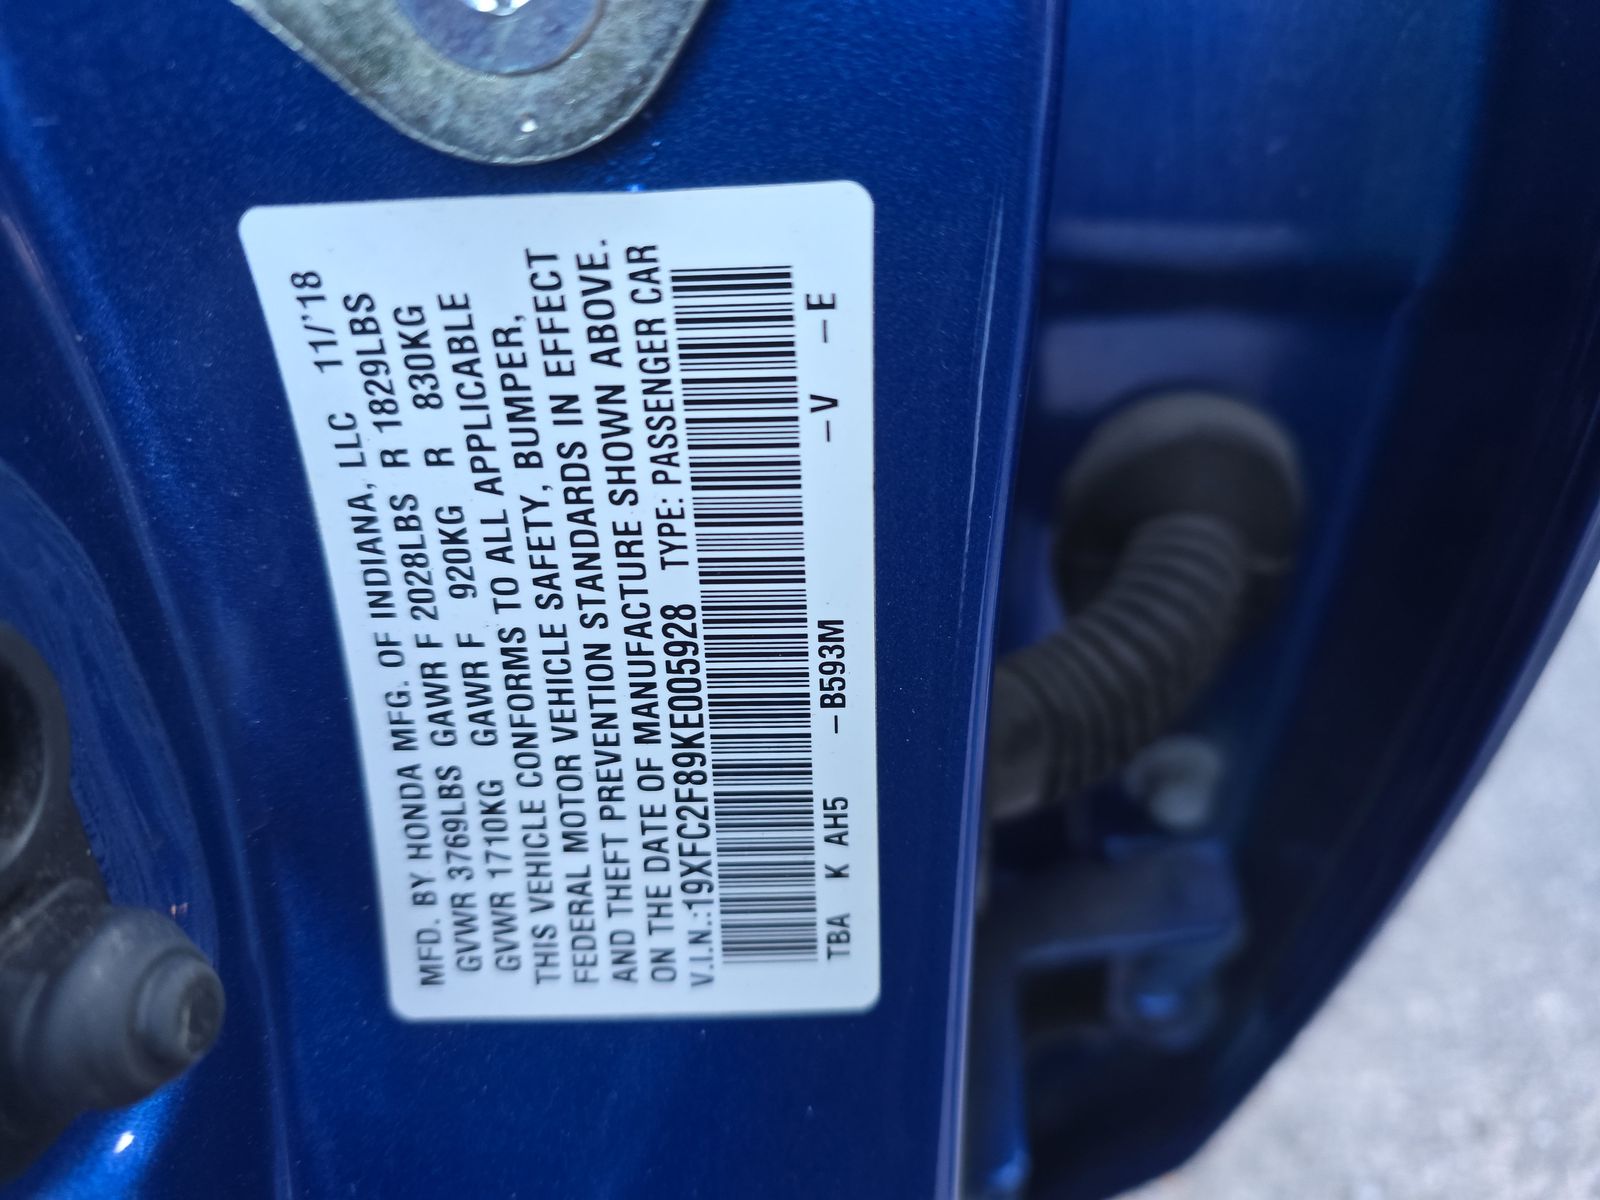 MFD. BY HONDA MFG. OF INDIANA, LLC 11/'18
GVWR 3769LBS GAWR F 2028LBS R 1829LBS
GVWR 1710KG GAWR F 920KG R 830KG
THIS VEHICLE CONFORMS TO ALL APPLICABLE
FEDERAL MOTOR VEHICLE SAFETY, BUMPER,
AND THEFT PREVENTION STANDARDS IN EFFECT
ON THE DATE OF MANUFACTURE SHOWN ABOVE.
V.I.N.:19XFC2F89KE005928 TYPE: PASSENGER CAR
TBA K AH5 -B593M -V -E